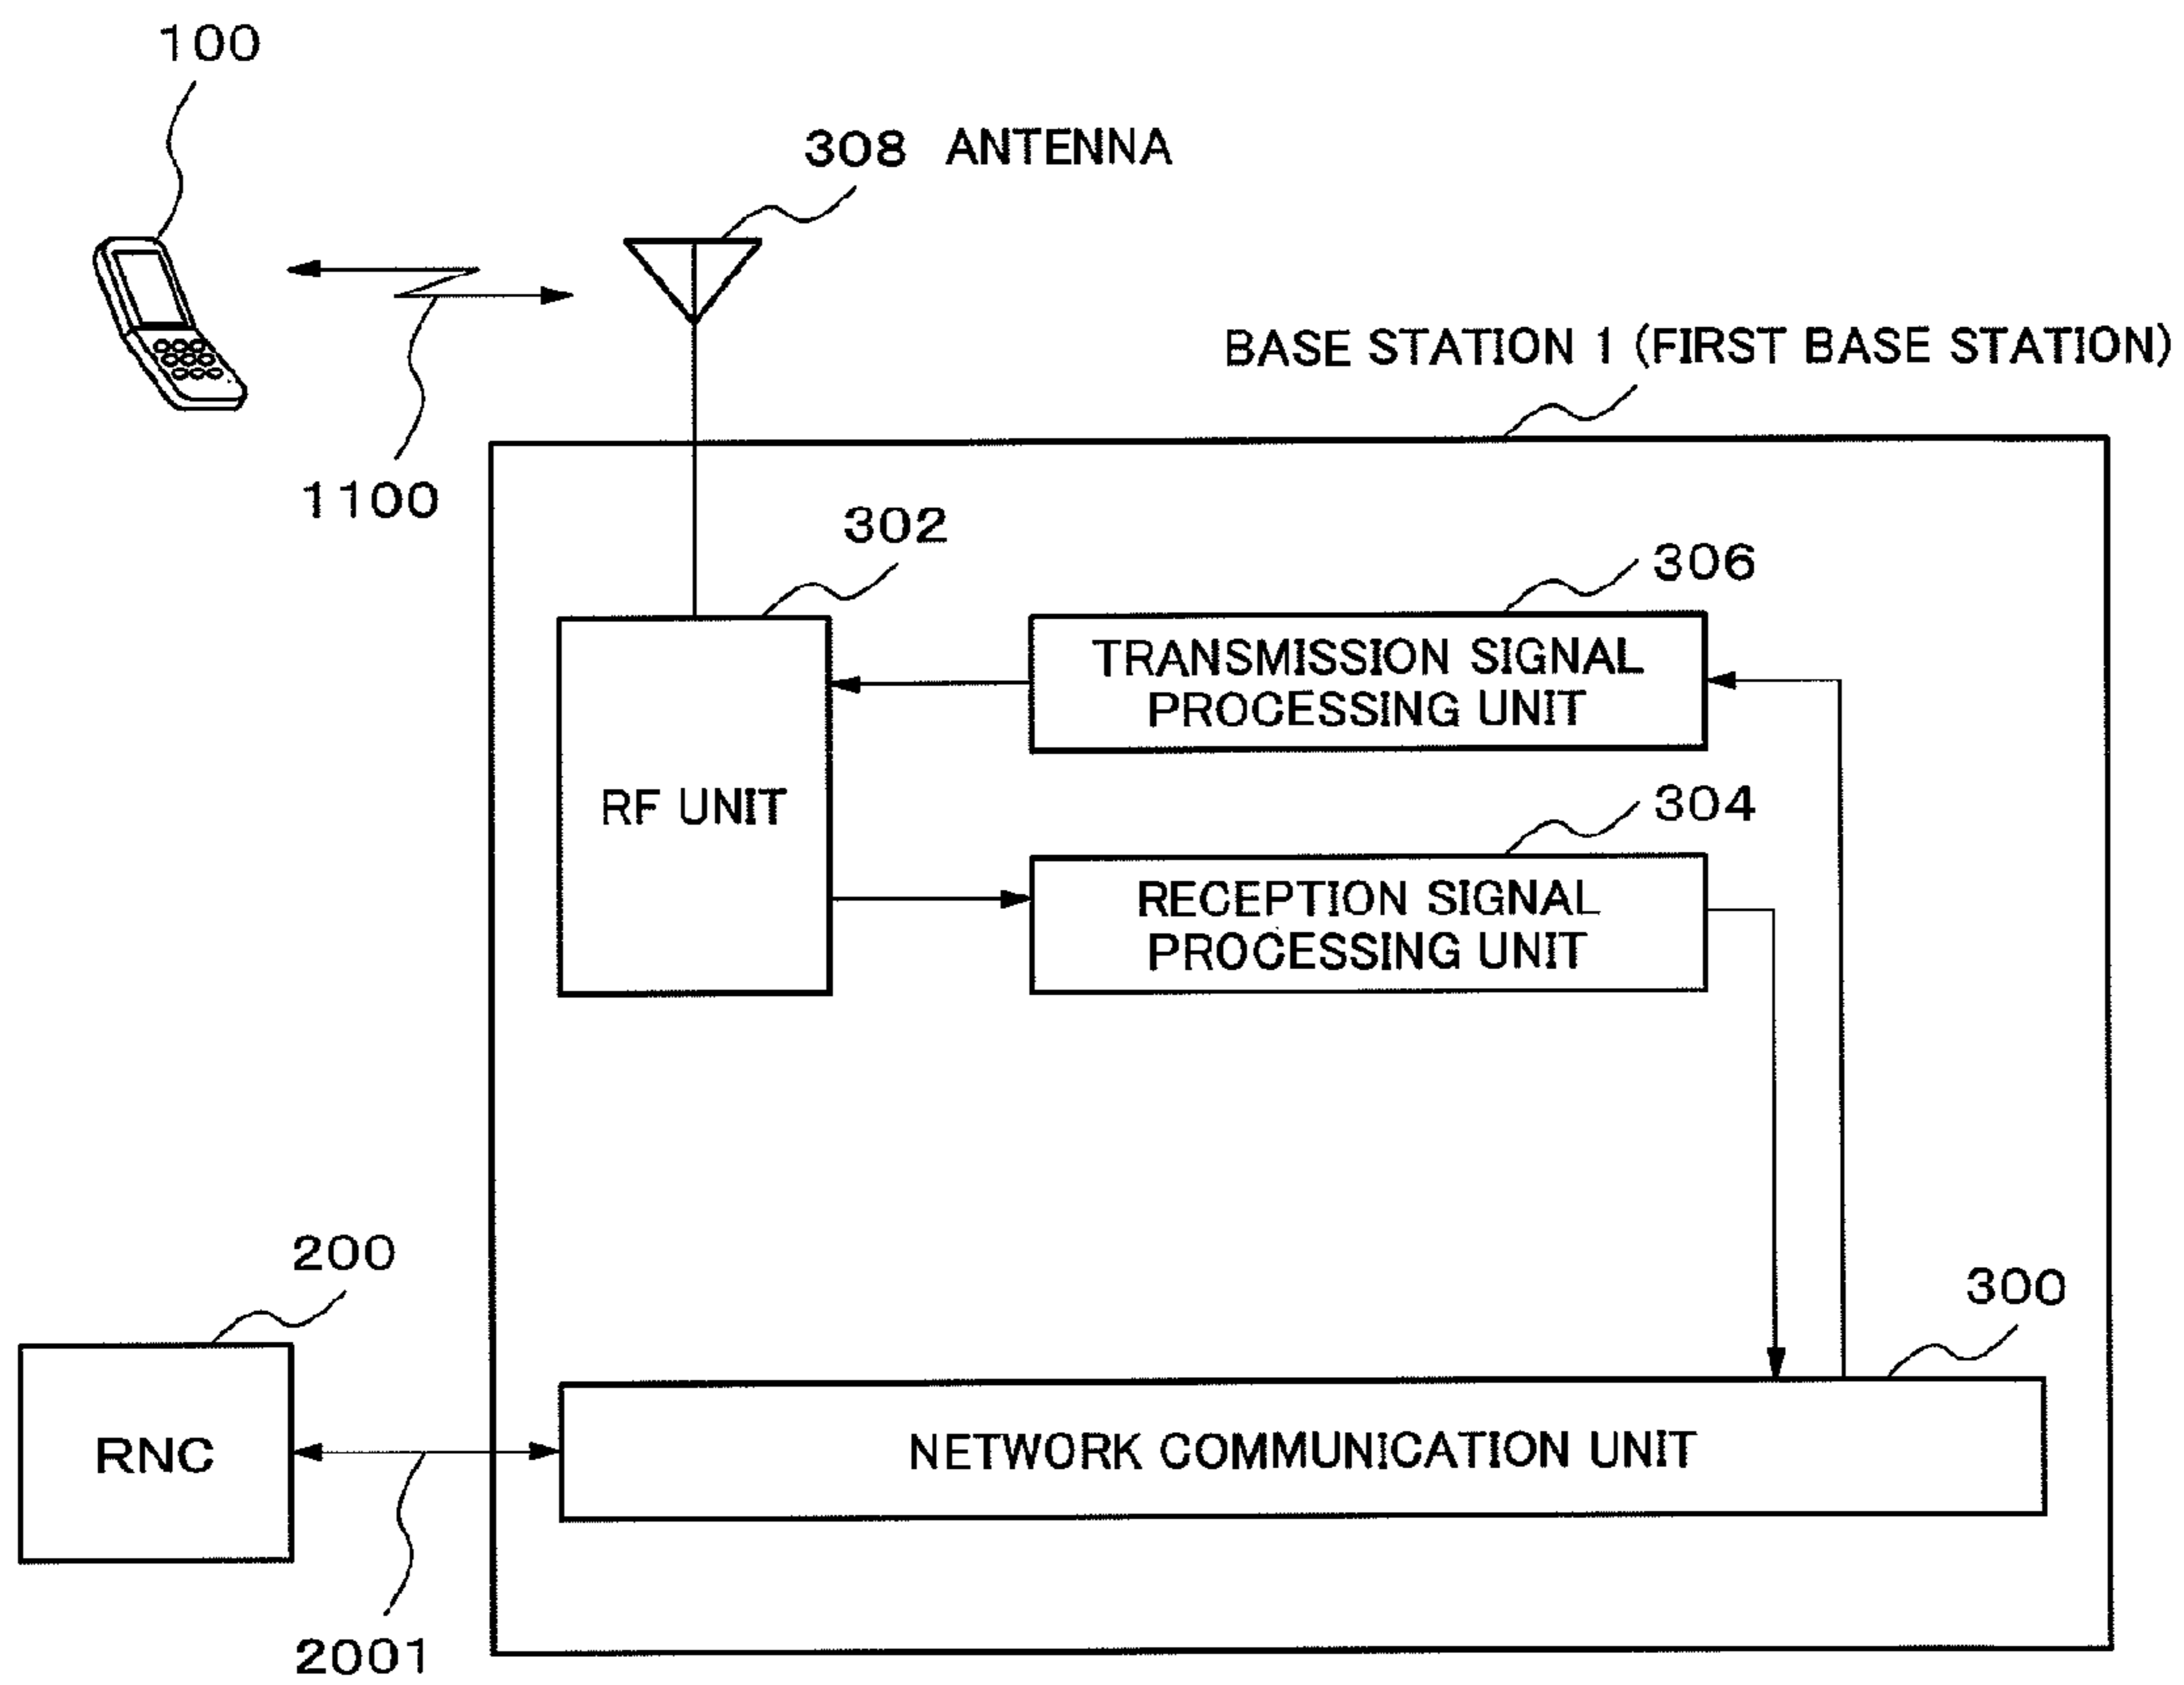 100
308 ANTENNA
BASE STATION 1 (FIRST BASE STATION)
1100
302
306
TRANSMISSION SIGNAL
PROCESSING UNIT
RF UNIT
304
RECEPTION SIGNAL
PROCESSING UNIT
200
300
RNC
NETWORK COMMUNICATION UNIT
2001